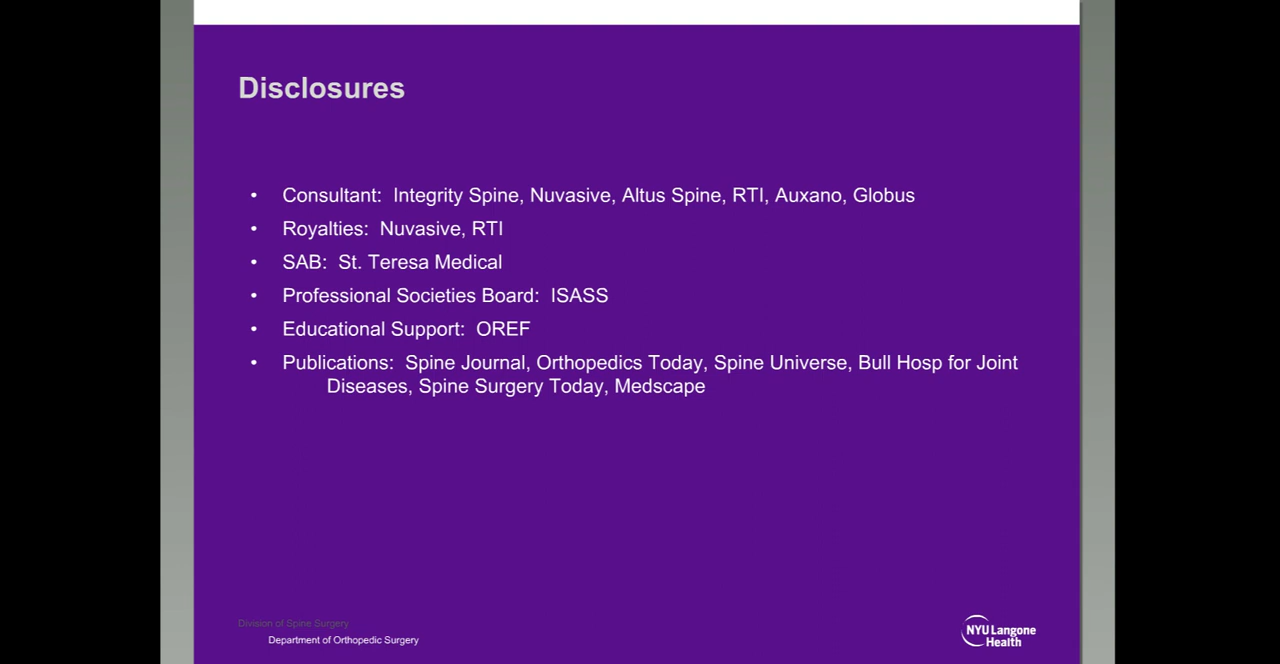 Disclosures
• Consultant: Integrity Spine, Nuvasive, Altus Spine, RTI, Auxano, Globus
• Royalties: Nuvasive, RTI
• SAB: St. Teresa Medical
• Professional Societies Board: ISASS
• Educational Support: OREF
• Publications: Spine Journal, Orthopedics Today, Spine Universe, Bull Hosp for Joint
Diseases, Spine Surgery Today, Medscape
Division of Spine Surgery
Department of Orthopedic Surgery
NYU Langone
Health